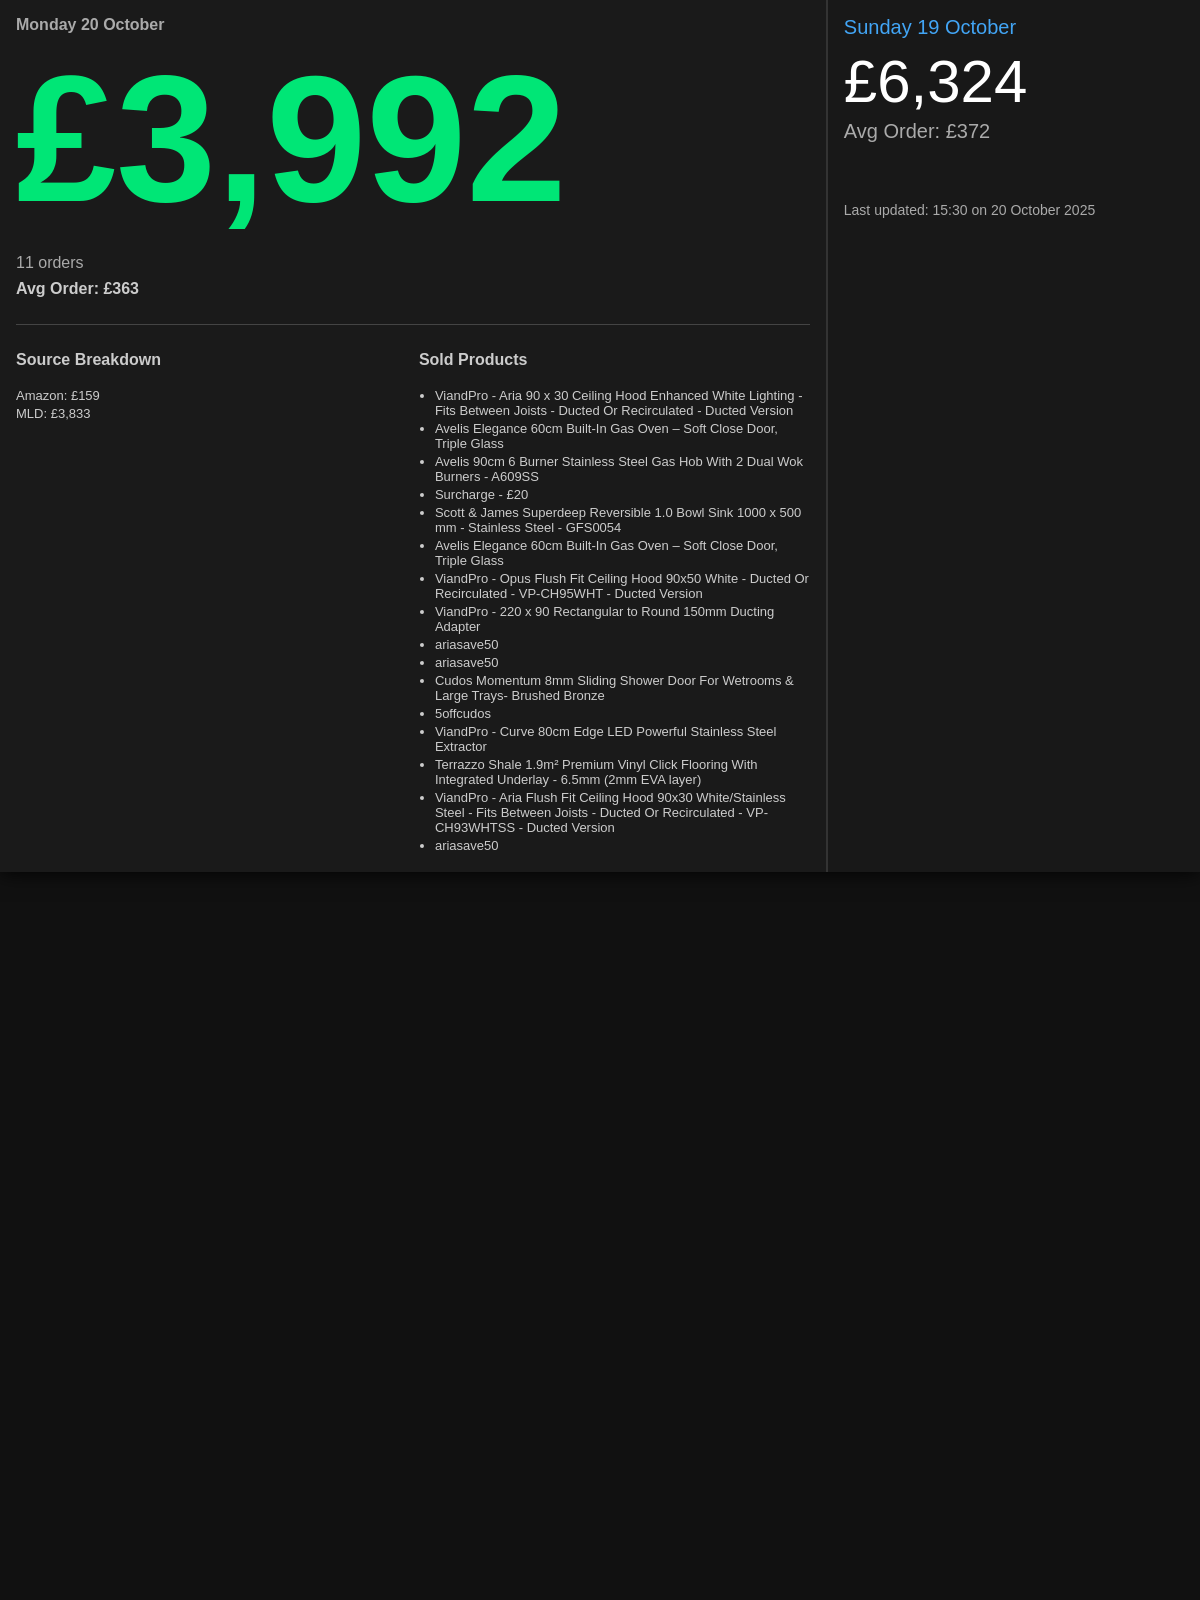 Monday 20 October
£3,992
11 orders
Avg Order: £363
Source Breakdown
Amazon: £159
MLD: £3,833
Sold Products
• ViandPro - Aria 90 x 30 Ceiling Hood Enhanced White Lighting -
Fits Between Joists - Ducted Or Recirculated - Ducted Version
• Avelis Elegance 60cm Built-In Gas Oven – Soft Close Door,
Triple Glass
• Avelis 90cm 6 Burner Stainless Steel Gas Hob With 2 Dual Wok
Burners - A609SS
• Surcharge - £20
• Scott & James Superdeep Reversible 1.0 Bowl Sink 1000 x 500
mm - Stainless Steel - GFS0054
• Avelis Elegance 60cm Built-In Gas Oven – Soft Close Door,
Triple Glass
• ViandPro - Opus Flush Fit Ceiling Hood 90x50 White - Ducted Or
Recirculated - VP-CH95WHT - Ducted Version
• ViandPro - 220 x 90 Rectangular to Round 150mm Ducting
Adapter
• ariasave50
• ariasave50
• Cudos Momentum 8mm Sliding Shower Door For Wetrooms &
Large Trays- Brushed Bronze
• 5offcudos
• ViandPro - Curve 80cm Edge LED Powerful Stainless Steel
Extractor
• Terrazzo Shale 1.9m² Premium Vinyl Click Flooring With
Integrated Underlay - 6.5mm (2mm EVA layer)
• ViandPro - Aria Flush Fit Ceiling Hood 90x30 White/Stainless
Steel - Fits Between Joists - Ducted Or Recirculated - VP-
CH93WHTSS - Ducted Version
• ariasave50
Sunday 19 October
£6,324
Avg Order: £372
Last updated: 15:30 on 20 October 2025